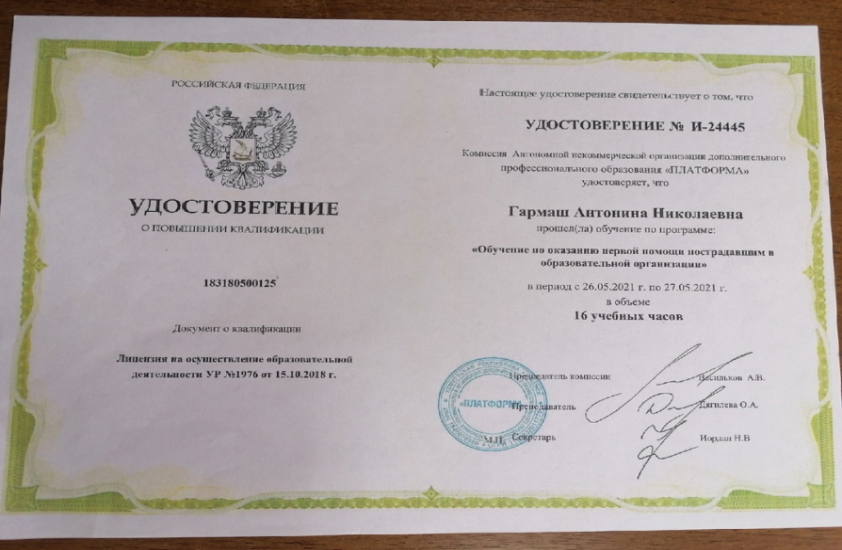 РОССИЙСКАЯ ФЕДЕРАЦИЯ
УДОСТОВЕРЕНИЕ
О ПОВЫШЕНИИ КВАЛИФИКАЦИИ
183180500125
Документ о квалификации
Лицензия на осуществление образовательной
деятельности УР №1976 от 15.10.2018 г.
Настоящее удостоверение свидетельствует о том, что
УДОСТОВЕРЕНИЕ № И-24445
Комиссия Автономной некоммерческой организации дополнительного
профессионального образования «ПЛАТФОРМА»
удостоверяет, что
Гармаш Антонина Николаевна
прошел(ла) обучение по программе:
«Обучение по оказанию первой помощи пострадавшим в
образовательной организации»
в период с 26.05.2021 г. по 27.05.2021 г.
в объеме
16 учебных часов
Председатель комиссии Васильков А.В.
«ПЛАТФОРМА
Преподаватель Дягилева О.А.
М.П. Секретарь Иордан Н.В